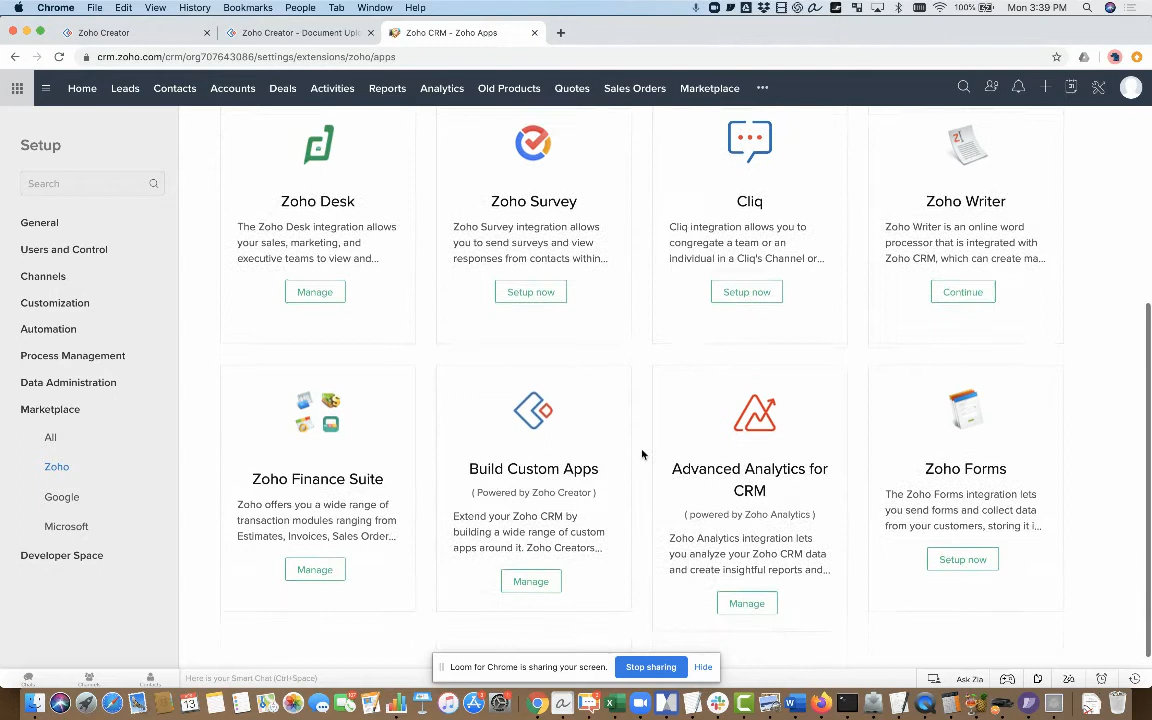 Chrome File Edit View History Bookmarks People Tab Window Help 100% Mon 3:39 PM
Zoho Creator Zoho Creator - Document Upl Zoho CRM - Zoho Apps
crm.zoho.com/crm/org707643086/settings/extensions/zoho/apps
Home Leads Contacts Accounts Deals Activities Reports Analytics Old Products Quotes Sales Orders Marketplace •••
Setup
Search
General
Users and Control
Channels
Customization
Automation
Process Management
Data Administration
Marketplace
All
Zoho
Google
Microsoft
Developer Space
Zoho Desk
The Zoho Desk integration allows
your sales, marketing, and
executive teams to view and...
Manage
Zoho Survey
Zoho Survey integration allows
you to send surveys and view
responses from contacts within...
Setup now
Cliq
Cliq integration allows you to
congregate a team or an
individual in a Cliq's Channel or...
Setup now
Zoho Writer
Zoho Writer is an online word
processor that is integrated with
Zoho CRM, which can create ma...
Continue
Zoho Finance Suite
Zoho offers you a wide range of
transaction modules ranging from
Estimates, Invoices, Sales Order...
Manage
Build Custom Apps
( Powered by Zoho Creator )
Extend your Zoho CRM by
building a wide range of custom
apps around it. Zoho Creators...
Manage
Advanced Analytics for
CRM
( powered by Zoho Analytics )
Zoho Analytics integration lets
you analyze your Zoho CRM data
and create insightful reports and...
Manage
Zoho Forms
The Zoho Forms integration lets
you send forms and collect data
from your customers, storing it i...
Setup now
Loom for Chrome is sharing your screen. Stop sharing Hide
Chats Channels Contacts Here is your Smart Chat (Ctrl+Space) Ask Zia